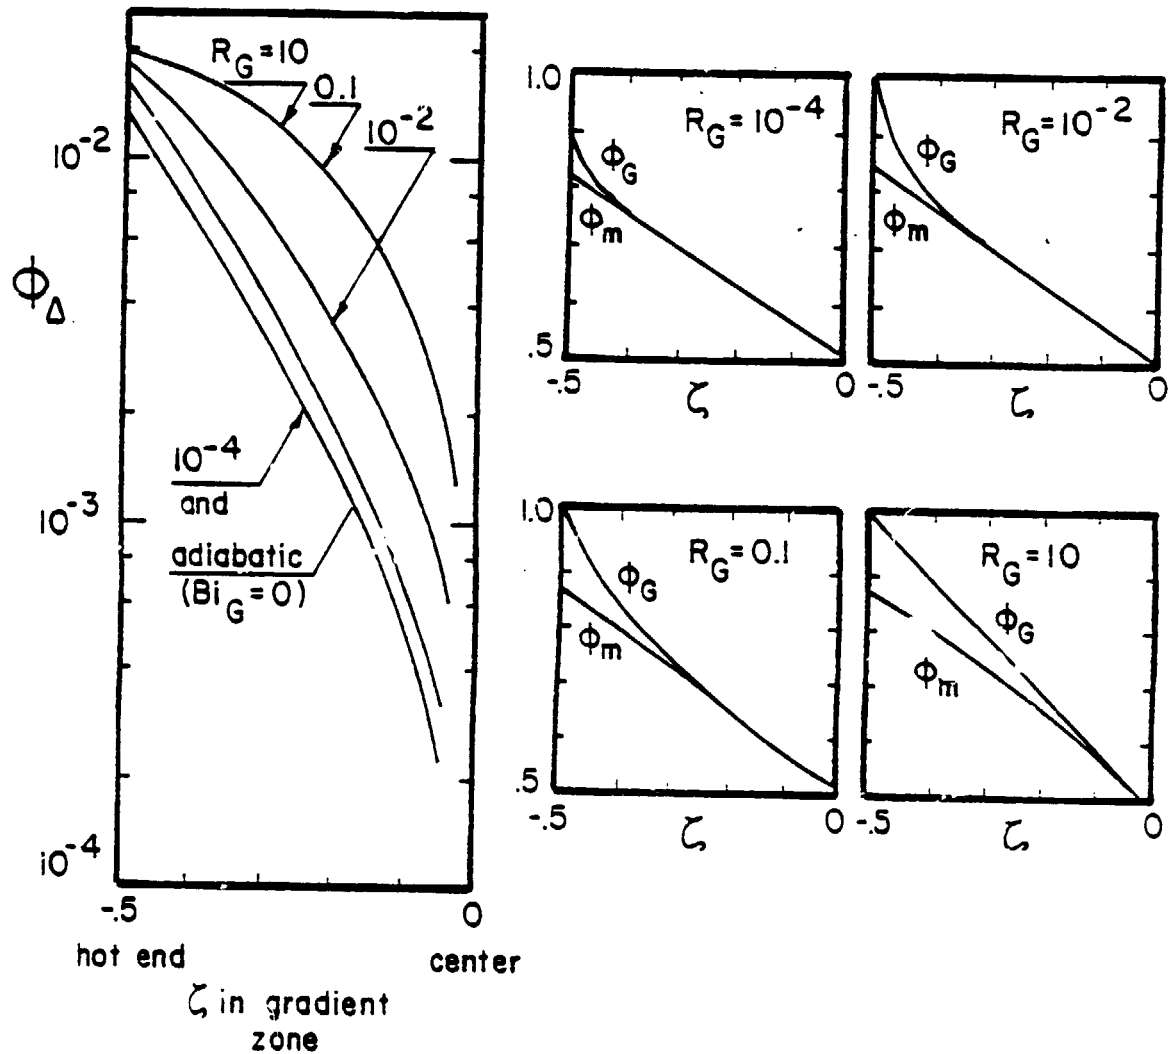 R_G=10
0.1
10^-2
10^-2
Φ_Δ
10^-4
and
10^-3
adiabatic
(Bi_G=0)
10^-4
-.5
0
hot end
center
ζ in gradient
zone
1.0
R_G=10^-4
Φ_G
Φ_m
.5
-.5
0
ζ
R_G=10^-2
Φ_G
Φ_m
-.5
0
ζ
1.0
R_G=0.1
Φ_G
Φ_m
.5
-.5
0
ζ
R_G=10
Φ_G
Φ_m
-.5
0
ζ